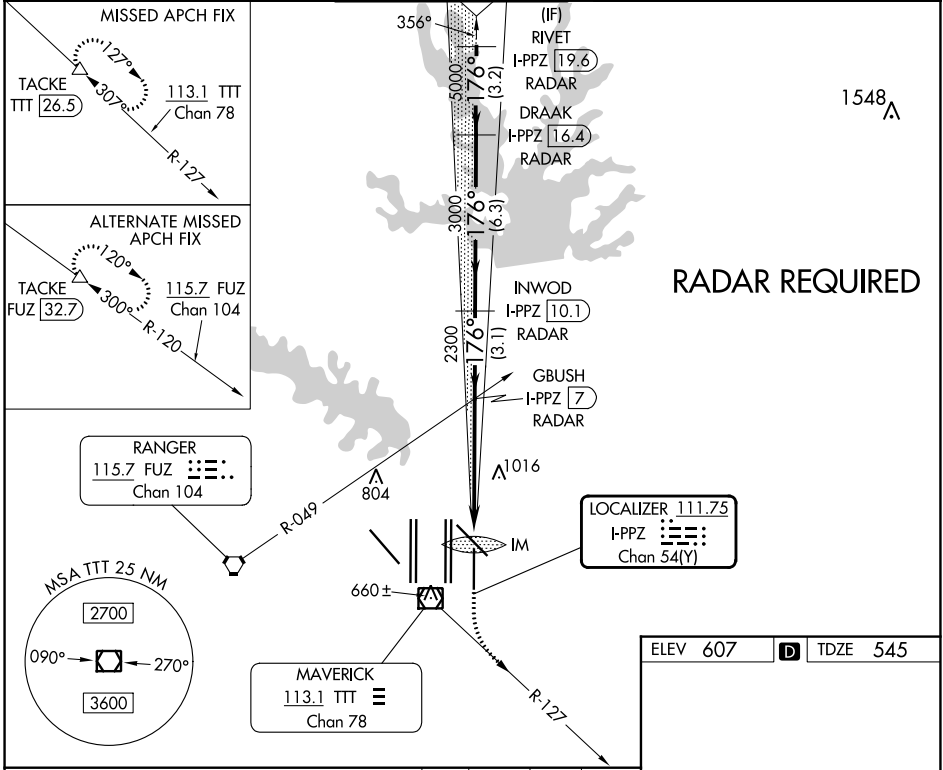 MISSED APCH FIX
127°
307°
TACKE
TTT 26.5
113.1 TTT
Chan 78
R-127
ALTERNATE MISSED
APCH FIX
120°
300°
TACKE
FUZ 32.7
115.7 FUZ
Chan 104
R-120
356°
(IF)
RIVET
I-PPZ 19.6
RADAR
5000
176°
(3.2)
DRAAK
I-PPZ 16.4
RADAR
3000
176°
(6.3)
INWOD
I-PPZ 10.1
RADAR
2300
176°
(3.1)
GBUSH
I-PPZ 7
RADAR
1548
RADAR REQUIRED
RANGER
115.7 FUZ
Chan 104
R-049
804
1016
LOCALIZER 111.75
I-PPZ
Chan 54(Y)
IM
660 ±
MSA TTT 25 NM
2700
090°
270°
3600
MAVERICK
113.1 TTT
Chan 78
R-127
ELEV 607 D TDZE 545